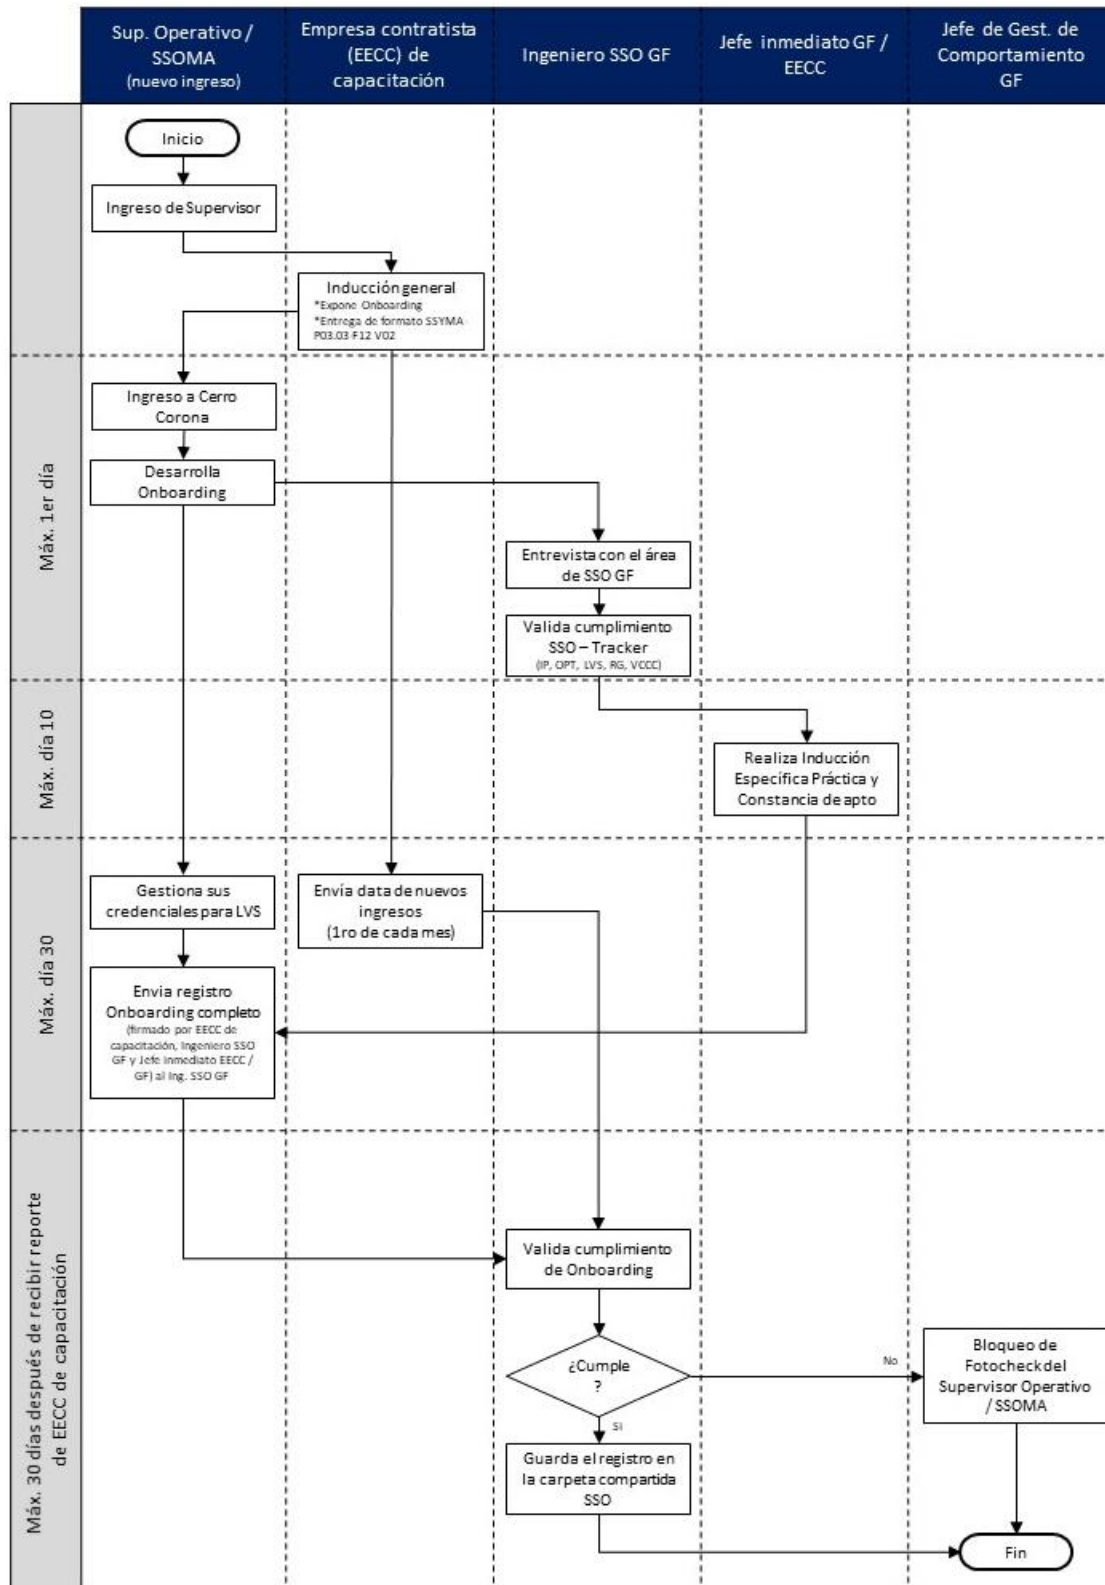 Sup. Operativo /
SSOMA
(nuevo ingreso)
Empresa contratista
(EECC) de
capacitación
Ingeniero SSO GF
Jefe inmediato GF /
EECC
Jefe de Gest. de
Comportamiento
GF
Inicio
Ingreso de Supervisor
Inducción general
*Expone Onboarding
*Entrega de formato SSYMA
P03.03 F12 V02
Máx. 1er día
Ingreso a Cerro
Corona
Desarrolla
Onboarding
Entrevista con el área
de SSO GF
Valida cumplimiento
SSO – Tracker
(IP, OPT, LVS, RG, VCCC)
Máx. día 10
Realiza Inducción
Específica Práctica y
Constancia de apto
Máx. día 30
Gestiona sus
credenciales para LVS
Envía data de nuevos
ingresos
(1ro de cada mes)
Envia registro
Onboarding completo
(firmado por EECC de
capacitación, Ingeniero SSO
GF y Jefe inmediato EECC /
GF) al Ing. SSO GF
Máx. 30 días después de recibir reporte
de EECC de capacitación
Valida cumplimiento
de Onboarding
¿Cumple
?
No
Si
Bloqueo de
Fotocheck del
Supervisor Operativo
/ SSOMA
Guarda el registro en
la carpeta compartida
SSO
Fin